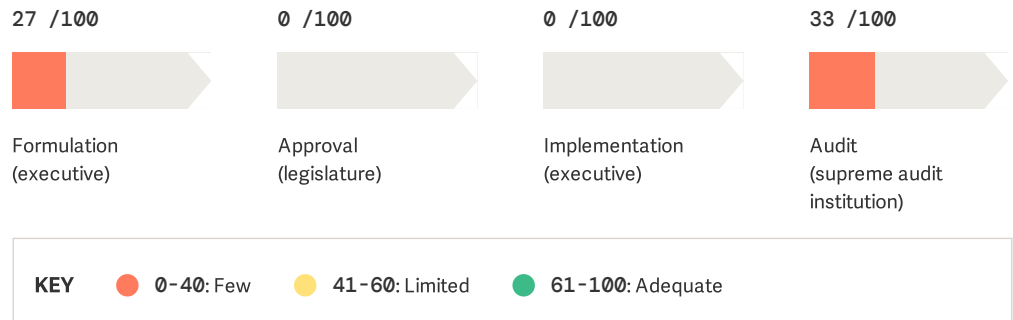 27 /100
0 /100
0 /100
33 /100
Formulation
(executive)
Approval
(legislature)
Implementation
(executive)
Audit
(supreme audit
institution)
KEY
0-40: Few
41-60: Limited
61-100: Adequate